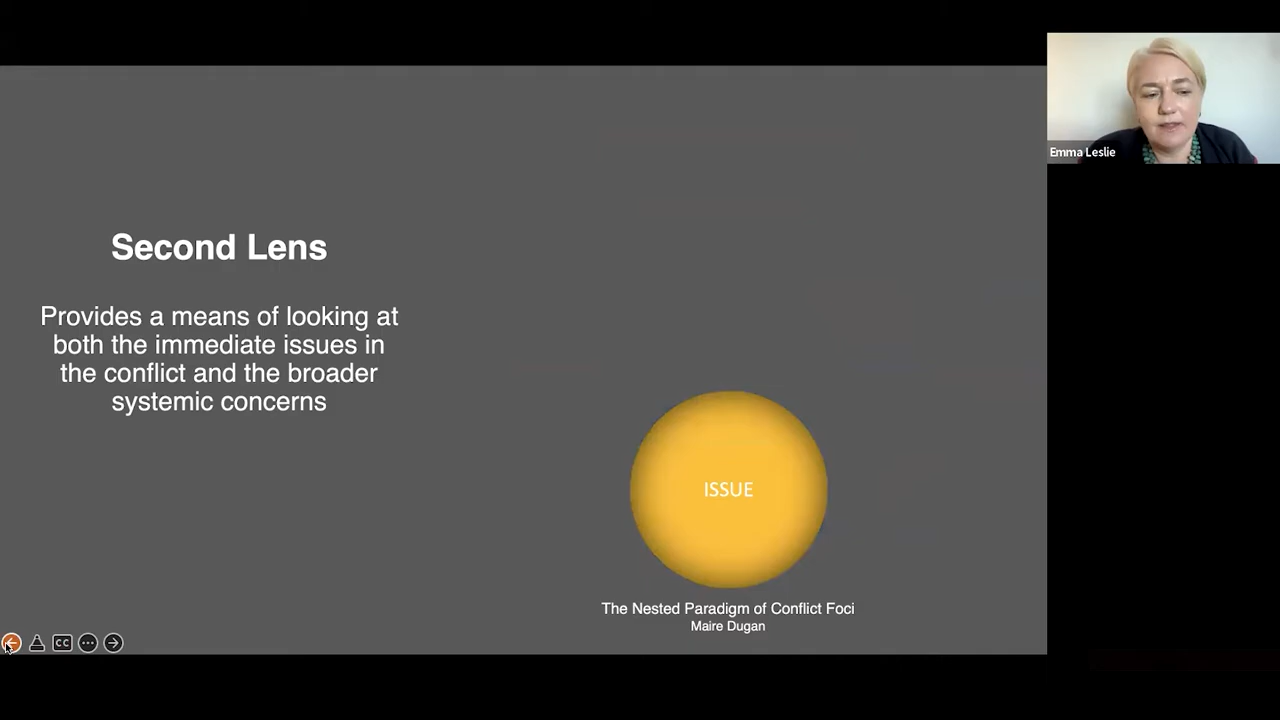 Emma Leslie
Second Lens
Provides a means of looking at
both the immediate issues in
the conflict and the broader
systemic concerns
ISSUE
The Nested Paradigm of Conflict Foci
Maire Dugan
CC